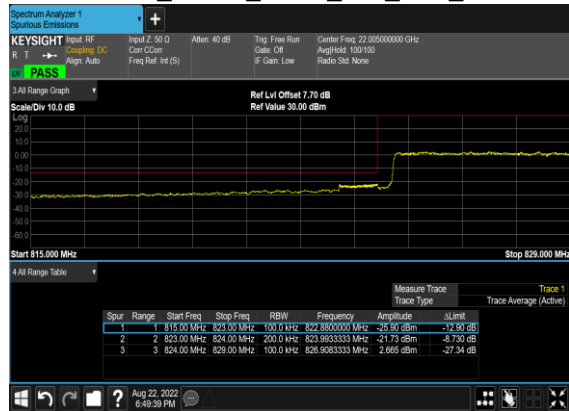 Spectrum Analyzer 1
Spurious Emissions
+
KEYSIGHT Input: RF Input Z: 50 Ω Atten: 40 dB Trig: Free Run Center Freq: 22.005000000 GHz
R T Coupling: DC Corr CCorr Gate: Off Avg|Hold: 100/100
Align: Auto Freq Ref: Int (S) IF Gain: Low Radio Std: None
PASS
3 All Range Graph Ref Lvl Offset 7.70 dB
Scale/Div 10.0 dB Ref Value 30.00 dBm
Log
20.0
10.0
0.00
-10.0
-20.0
-30.0
-40.0
-50.0
-60.0
Start 815.000 MHz Stop 829.000 MHz
4 All Range Table
Measure Trace Trace 1
Trace Type Trace Average (Active)
Spur Range Start Freq Stop Freq RBW Frequency Amplitude ΔLimit
1 1 815.00 MHz 823.00 MHz 100.0 kHz 822.8800000 MHz -25.90 dBm -12.90 dB
2 2 823.00 MHz 824.00 MHz 200.0 kHz 823.9933333 MHz -21.73 dBm -8.730 dB
3 3 824.00 MHz 829.00 MHz 100.0 kHz 826.9083333 MHz 2.665 dBm -27.34 dB
? Aug 22, 2022
6:49:39 PM